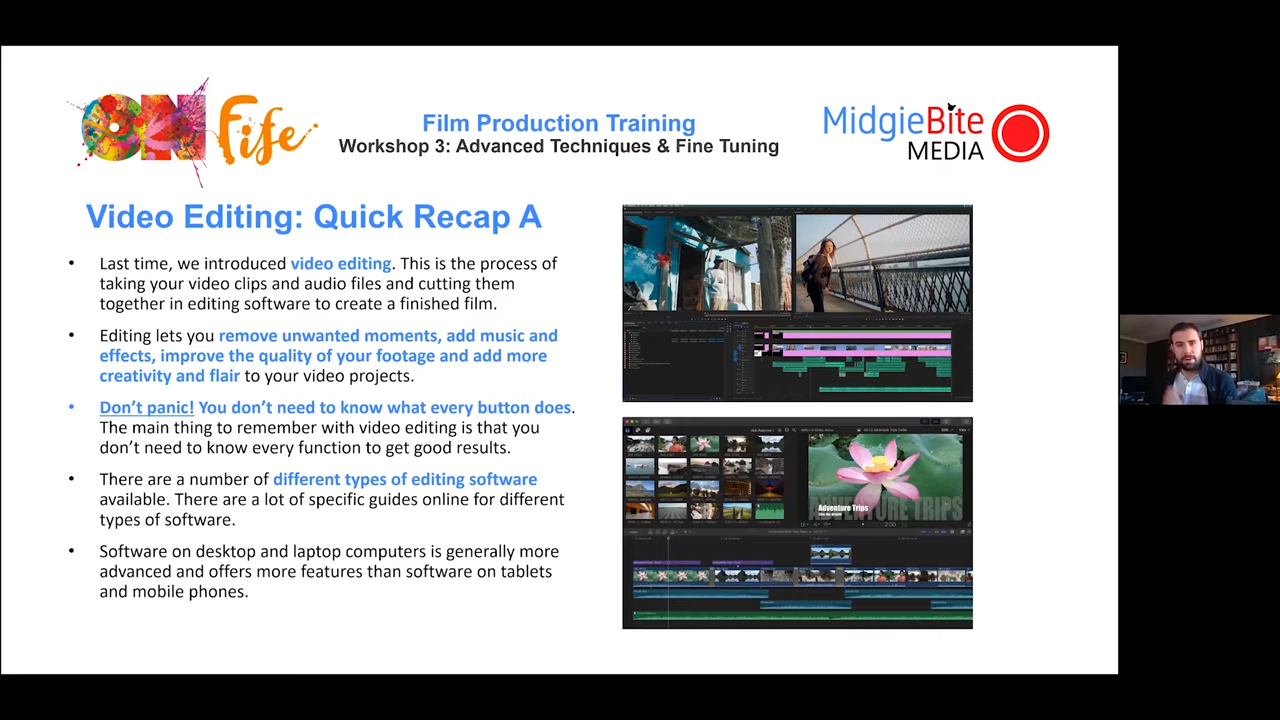 ON Fife
Film Production Training
Workshop 3: Advanced Techniques & Fine Tuning
MidgieBite
MEDIA
Video Editing: Quick Recap A
• Last time, we introduced video editing. This is the process of
taking your video clips and audio files and cutting them
together in editing software to create a finished film.
• Editing lets you remove unwanted moments, add music and
effects, improve the quality of your footage and add more
creativity and flair to your video projects.
• Don’t panic! You don’t need to know what every button does.
The main thing to remember with video editing is that you
don’t need to know every function to get good results.
• There are a number of different types of editing software
available. There are a lot of specific guides online for different
types of software.
• Software on desktop and laptop computers is generally more
advanced and offers more features than software on tablets
and mobile phones.
Adventure Trips
ADVENTURE TRIPS
2:00